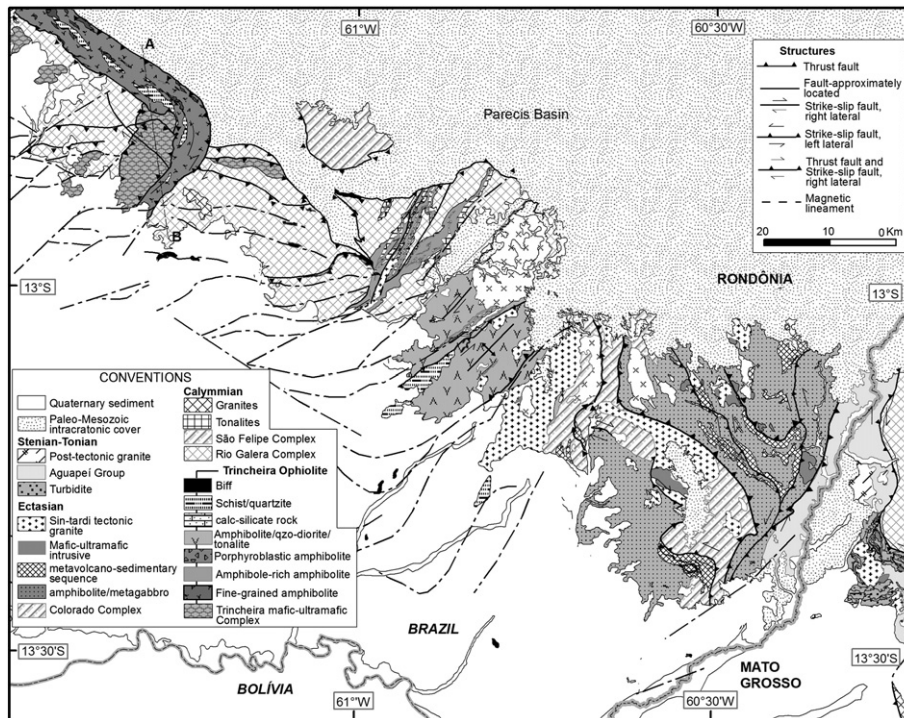 61°W
60°30'W
A
Structures
Thrust fault
Fault-approximately
located
Strike-slip fault,
right lateral
Strike-slip fault,
left lateral
Thrust fault and
Strike-slip fault,
right lateral
Magnetic
lineament
20 10 0 Km
Parecis Basin
B
13°S
RONDÔNIA
13°S
CONVENTIONS
Quaternary sediment
Paleo-Mesozoic
intracratonic cover
Stenian-Tonian
Post-tectonic granite
Aguapeí Group
Turbidite
Ectasian
Sin-tardi tectonic
granite
Mafic-ultramafic
intrusive
metavolcano-sedimentary
sequence
amphibolite/metagabbro
Colorado Complex
Calymmian
Granites
Tonalites
São Felipe Complex
Rio Galera Complex
Trincheira Ophiolite
Biff
Schist/quartzite
calc-silicate rock
Amphibolite/qzo-diorite/
tonalite
Porphyroblastic amphibolite
Amphibole-rich amphibolite
Fine-grained amphibolite
Trincheira mafic-ultramafic
Complex
BRAZIL
13°30'S
BOLÍVIA
MATO
GROSSO
13°30'S
61°'W
60°30'W